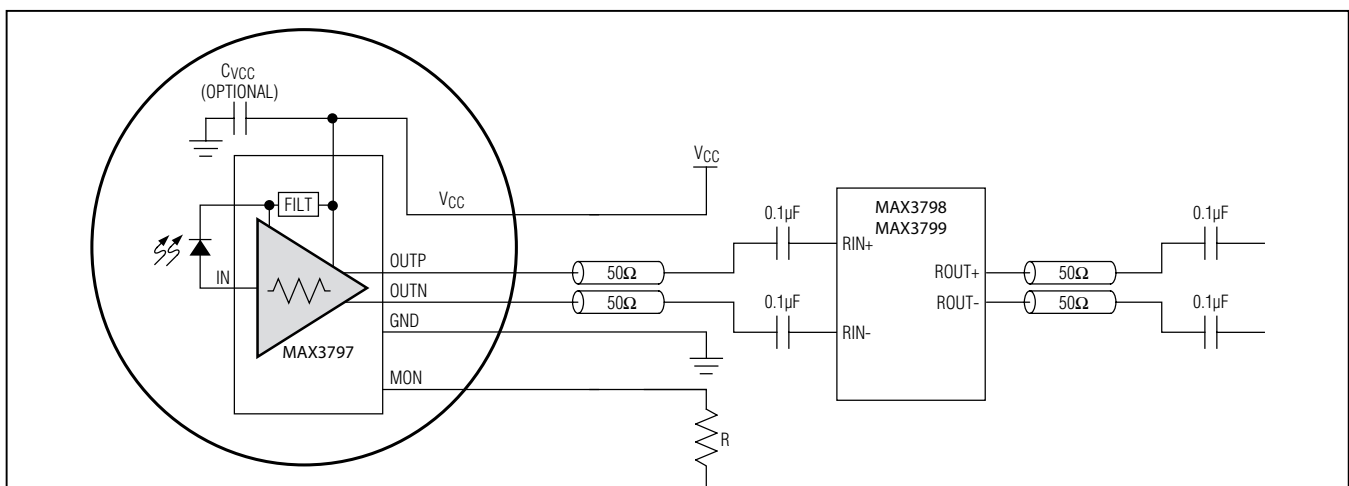 CVCC
(OPTIONAL)
FILT
VCC
VCC
IN
OUTP
OUTN
GND
MON
MAX3797
50Ω
50Ω
0.1µF
0.1µF
RIN+
RIN-
MAX3798
MAX3799
ROUT+
ROUT-
50Ω
50Ω
0.1µF
0.1µF
R